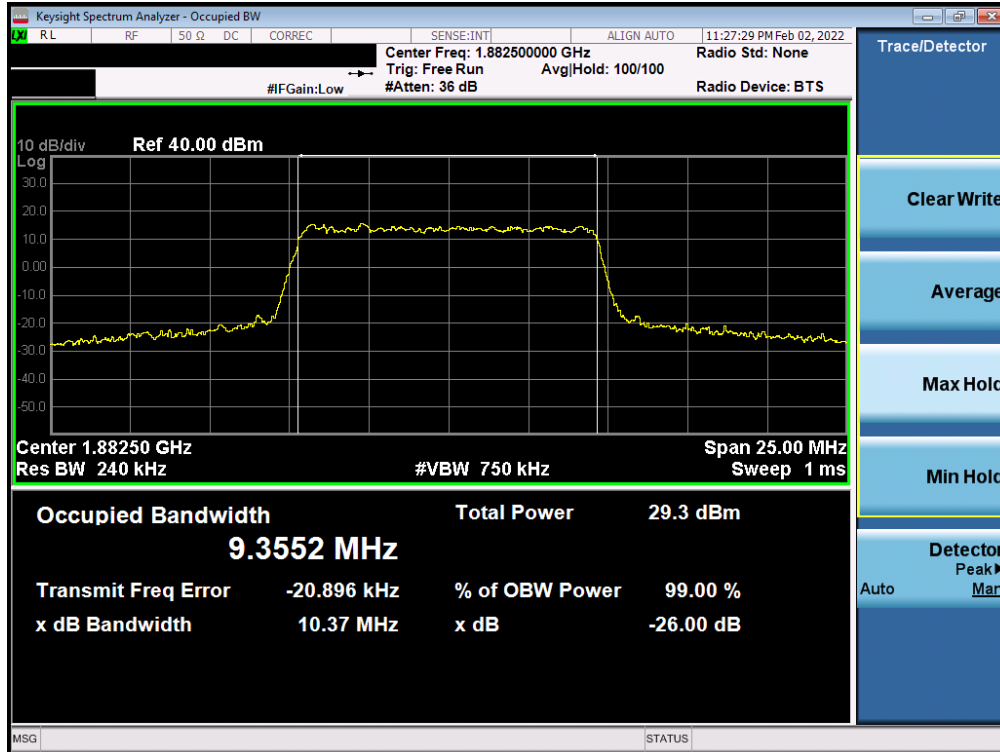 Keysight Spectrum Analyzer - Occupied BW
LXI RL RF 50 Ω DC CORREC SENSE:INT ALIGN AUTO 11:27:29 PM Feb 02, 2022
Center Freq: 1.882500000 GHz Radio Std: None
Trig: Free Run Avg|Hold: 100/100
#IFGain:Low #Atten: 36 dB Radio Device: BTS
Trace/Detector
10 dB/div Ref 40.00 dBm
Log
30.0
20.0
10.0
0.00
-10.0
-20.0
-30.0
-40.0
-50.0
Center 1.88250 GHz Span 25.00 MHz
Res BW 240 kHz #VBW 750 kHz Sweep 1 ms
Occupied Bandwidth Total Power 29.3 dBm
9.3552 MHz
Transmit Freq Error -20.896 kHz % of OBW Power 99.00 %
x dB Bandwidth 10.37 MHz x dB -26.00 dB
Clear Write
Average
Max Hold
Min Hold
Detector
Peak
Auto Man
MSG STATUS